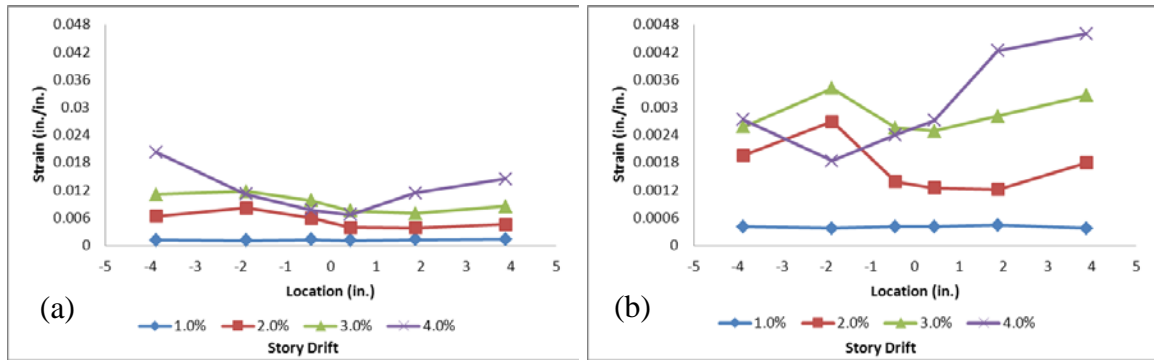 0.048
0.042
0.036
0.03
0.024
0.018
0.012
0.006
0
Strain (in./in.)
-5 -4 -3 -2 -1 0 1 2 3 4 5
Location (in.)
(a)
1.0% 2.0% 3.0% 4.0%
Story Drift
0.0048
0.0042
0.0036
0.003
0.0024
0.0018
0.0012
0.0006
0
Strain (in./in.)
-5 -4 -3 -2 -1 0 1 2 3 4 5
Location (in.)
(b)
1.0% 2.0% 3.0% 4.0%
Story Drift